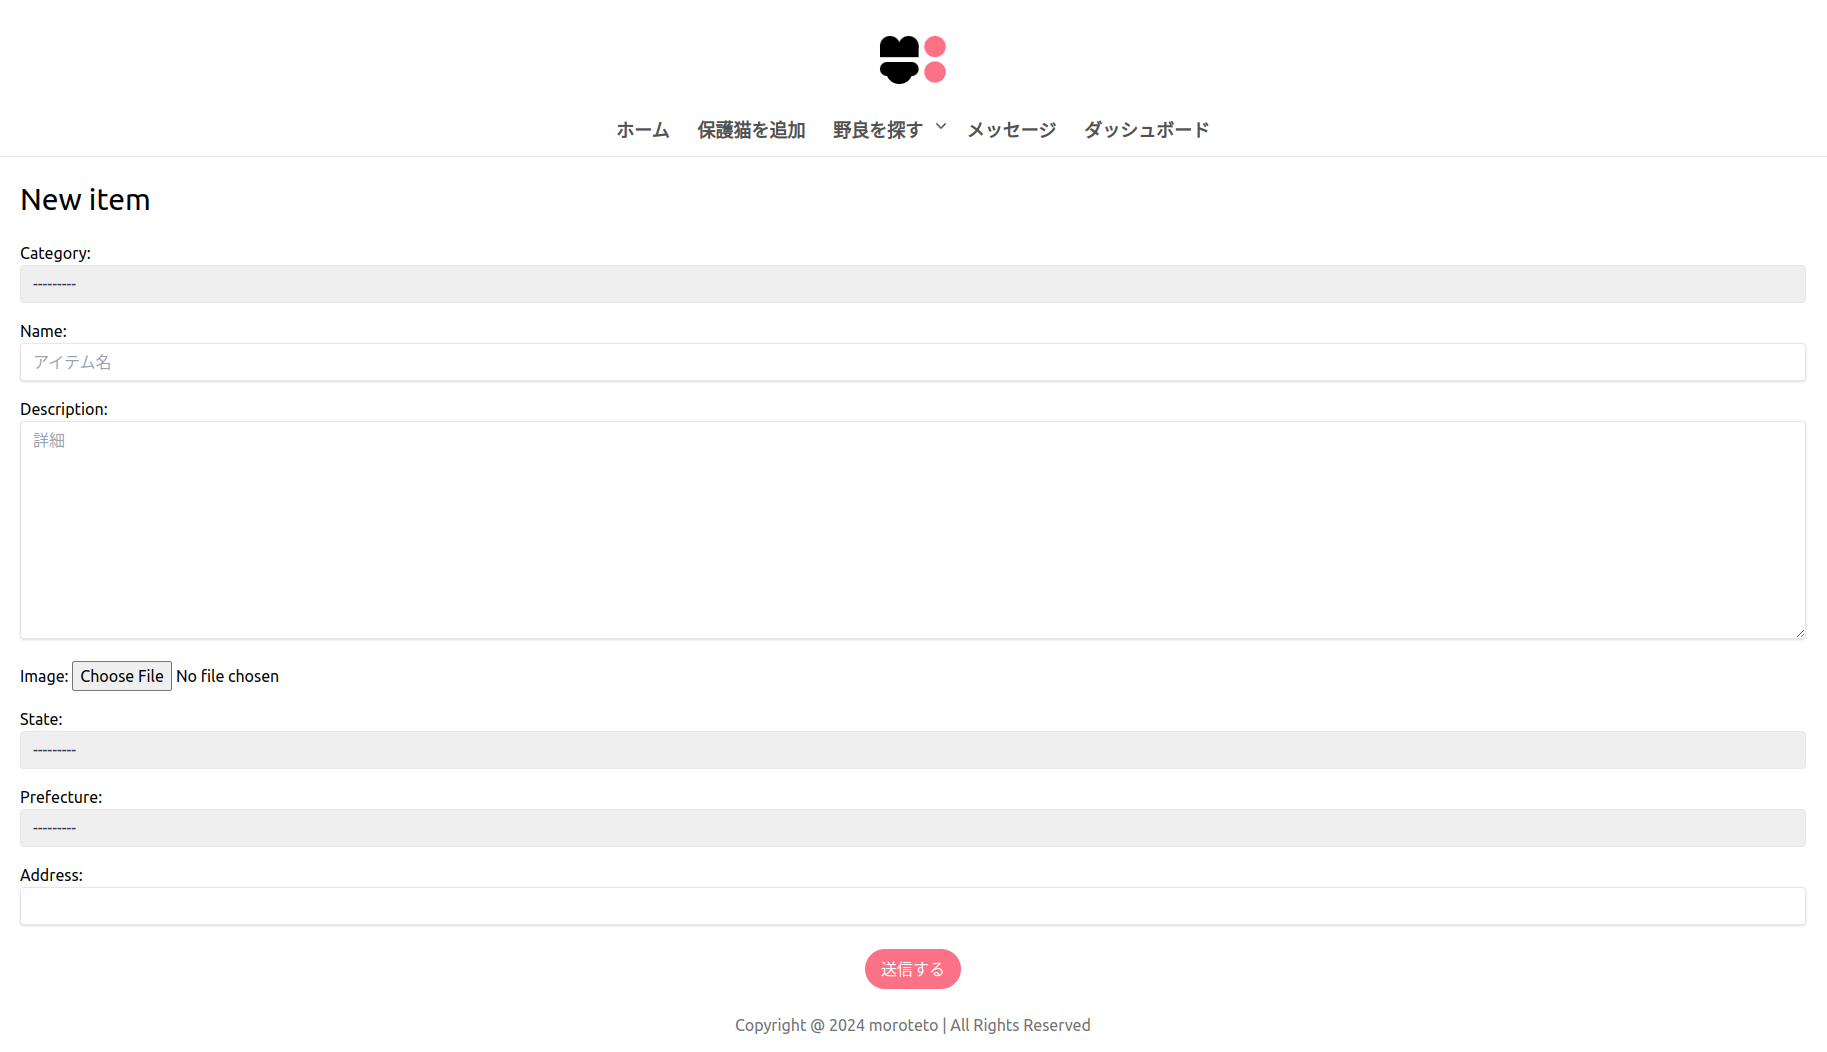 ホーム 保護猫を追加 野良を探す メッセージ ダッシュボード
New item
Category:
---------
Name:
アイテム名
Description:
詳細
Image: Choose File No file chosen
State:
---------
Prefecture:
---------
Address:
送信する
Copyright @ 2024 moroteto | All Rights Reserved